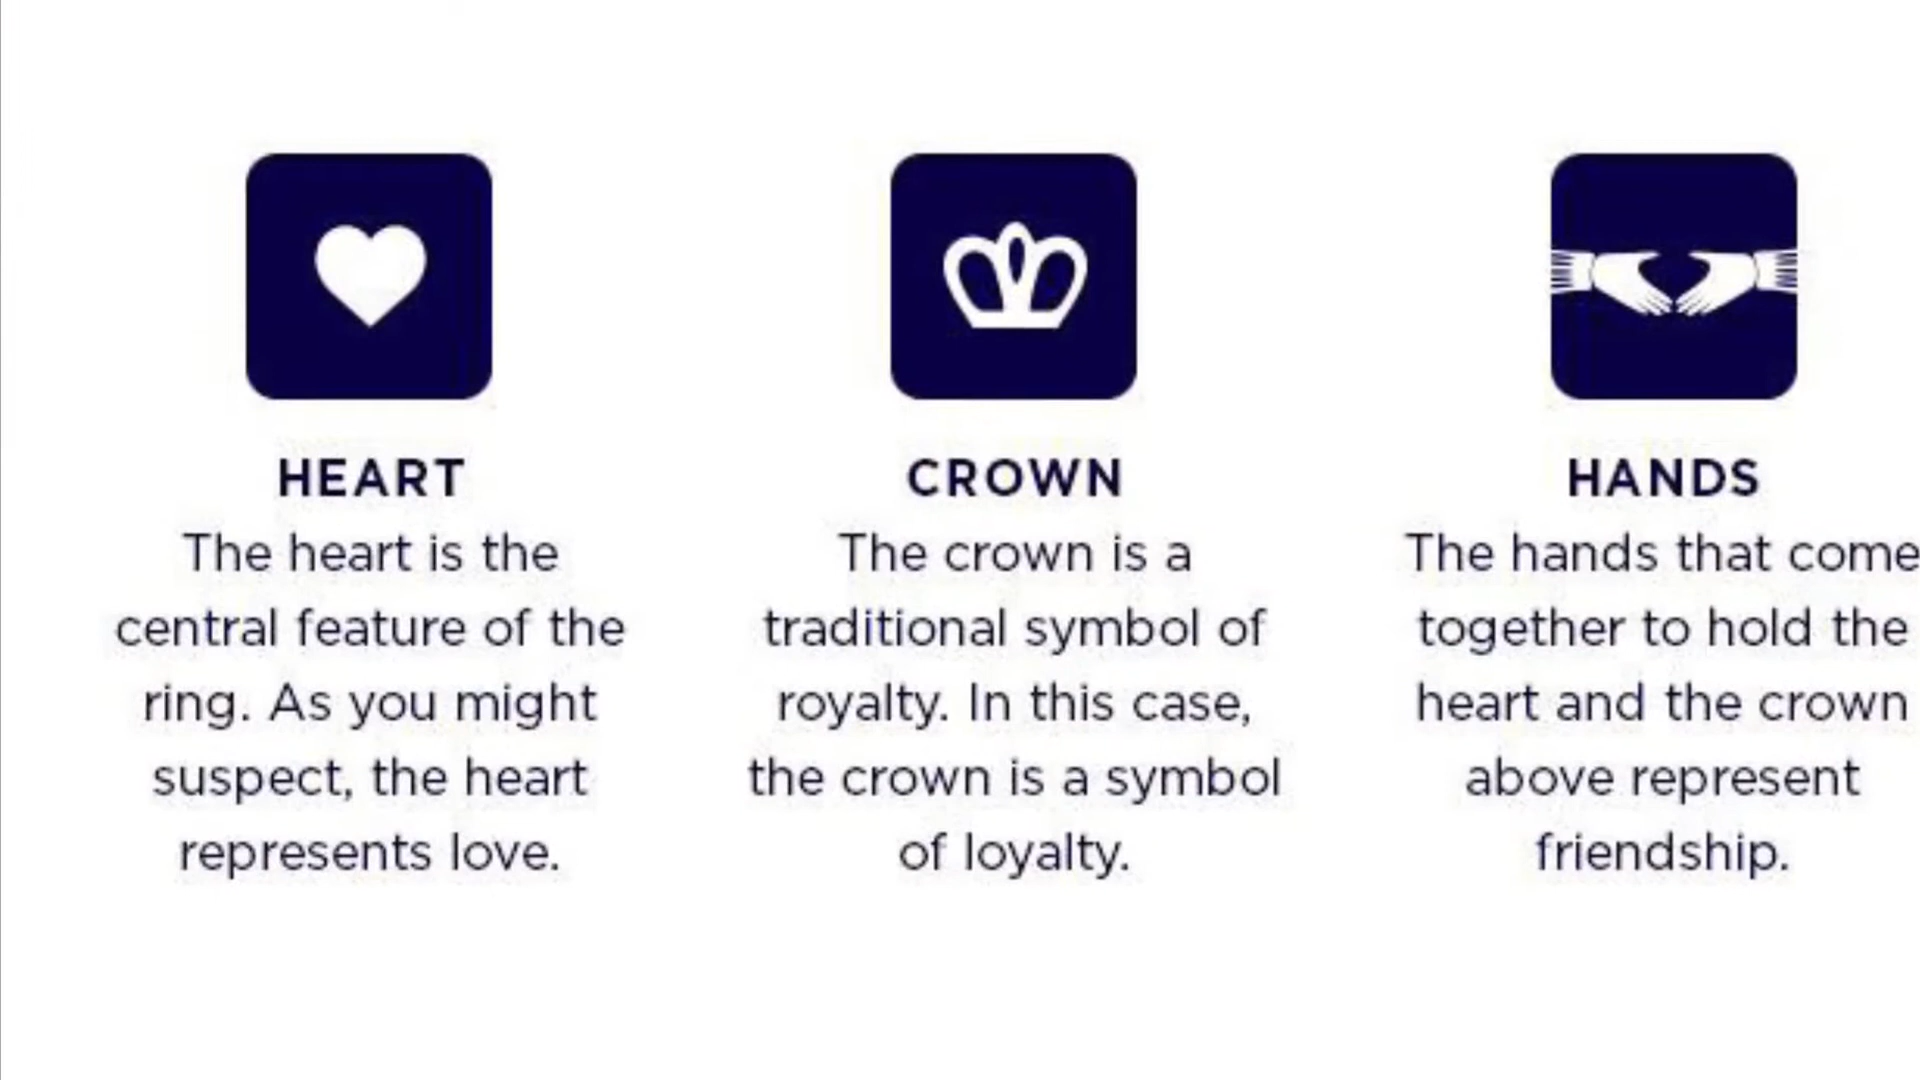 HEART
The heart is the
central feature of the
ring. As you might
suspect, the heart
represents love.
CROWN
The crown is a
traditional symbol of
royalty. In this case,
the crown is a symbol
of loyalty.
HANDS
The hands that come
together to hold the
heart and the crown
above represent
friendship.